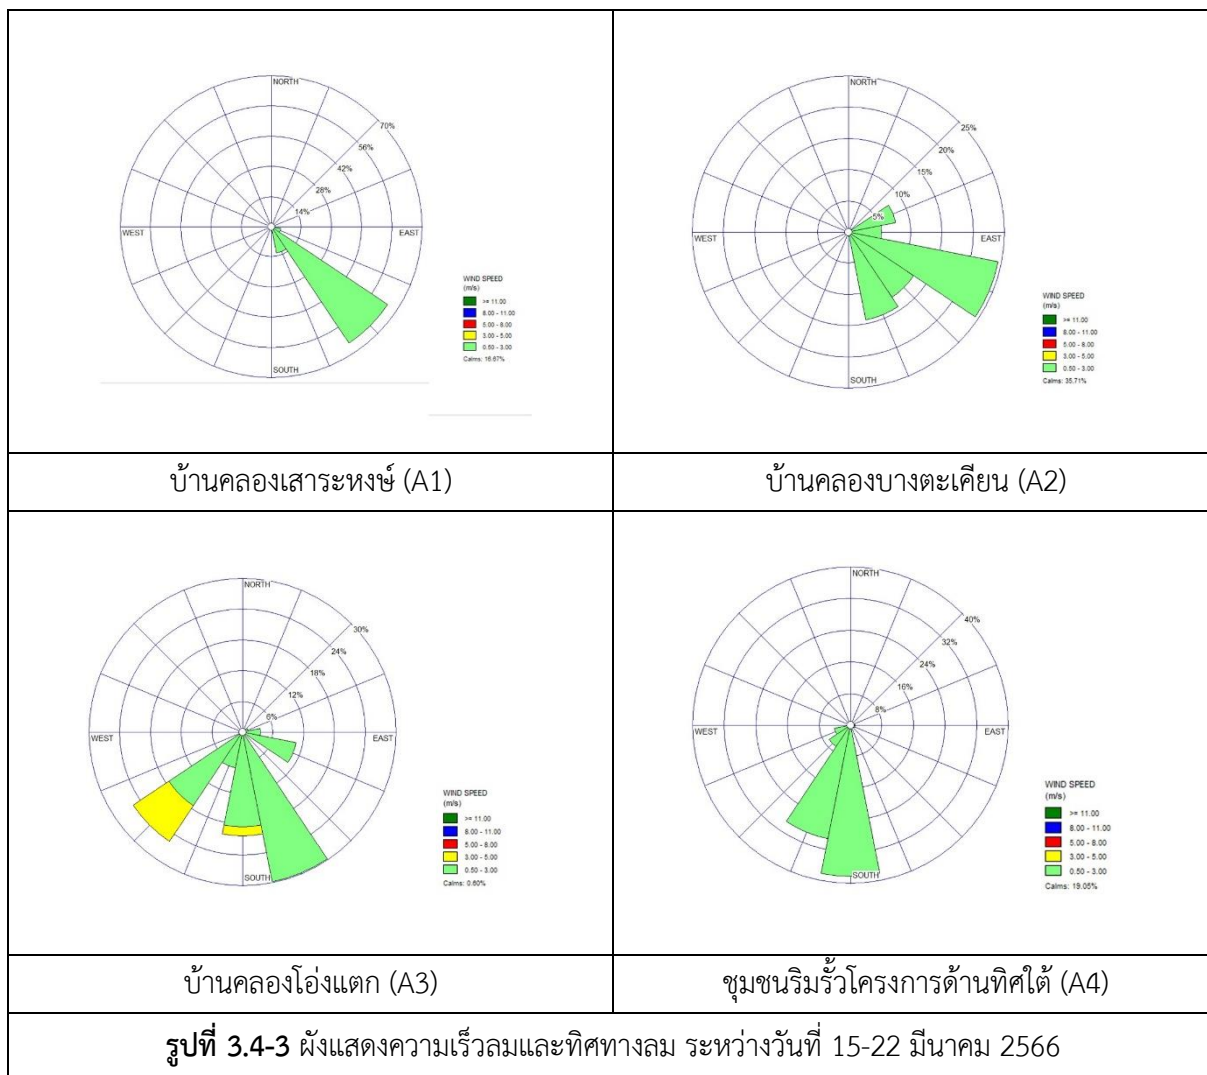 NORTH
70%
56%
42%
28%
14%
WEST
EAST
SOUTH
WIND SPEED
(m/s)
>= 11.00
8.00 - 11.00
5.00 - 8.00
3.00 - 5.00
0.50 - 3.00
Calms: 16.67%
NORTH
25%
20%
15%
10%
5%
WEST
EAST
SOUTH
WIND SPEED
(m/s)
>= 11.00
8.00 - 11.00
5.00 - 8.00
3.00 - 5.00
0.50 - 3.00
Calms: 35.71%
บ้านคลองเสาระหงษ์ (A1)
บ้านคลองบางตะเคียน (A2)
NORTH
30%
24%
18%
12%
6%
WEST
EAST
SOUTH
WIND SPEED
(m/s)
>= 11.00
8.00 - 11.00
5.00 - 8.00
3.00 - 5.00
0.50 - 3.00
Calms: 0.60%
NORTH
40%
32%
24%
16%
8%
WEST
EAST
SOUTH
WIND SPEED
(m/s)
>= 11.00
8.00 - 11.00
5.00 - 8.00
3.00 - 5.00
0.50 - 3.00
Calms: 19.05%
บ้านคลองโอ่งแตก (A3)
ชุมชนริมรั้วโครงการด้านทิศใต้ (A4)
รูปที่ 3.4-3 ผังแสดงความเร็วลมและทิศทางลม ระหว่างวันที่ 15-22 มีนาคม 2566